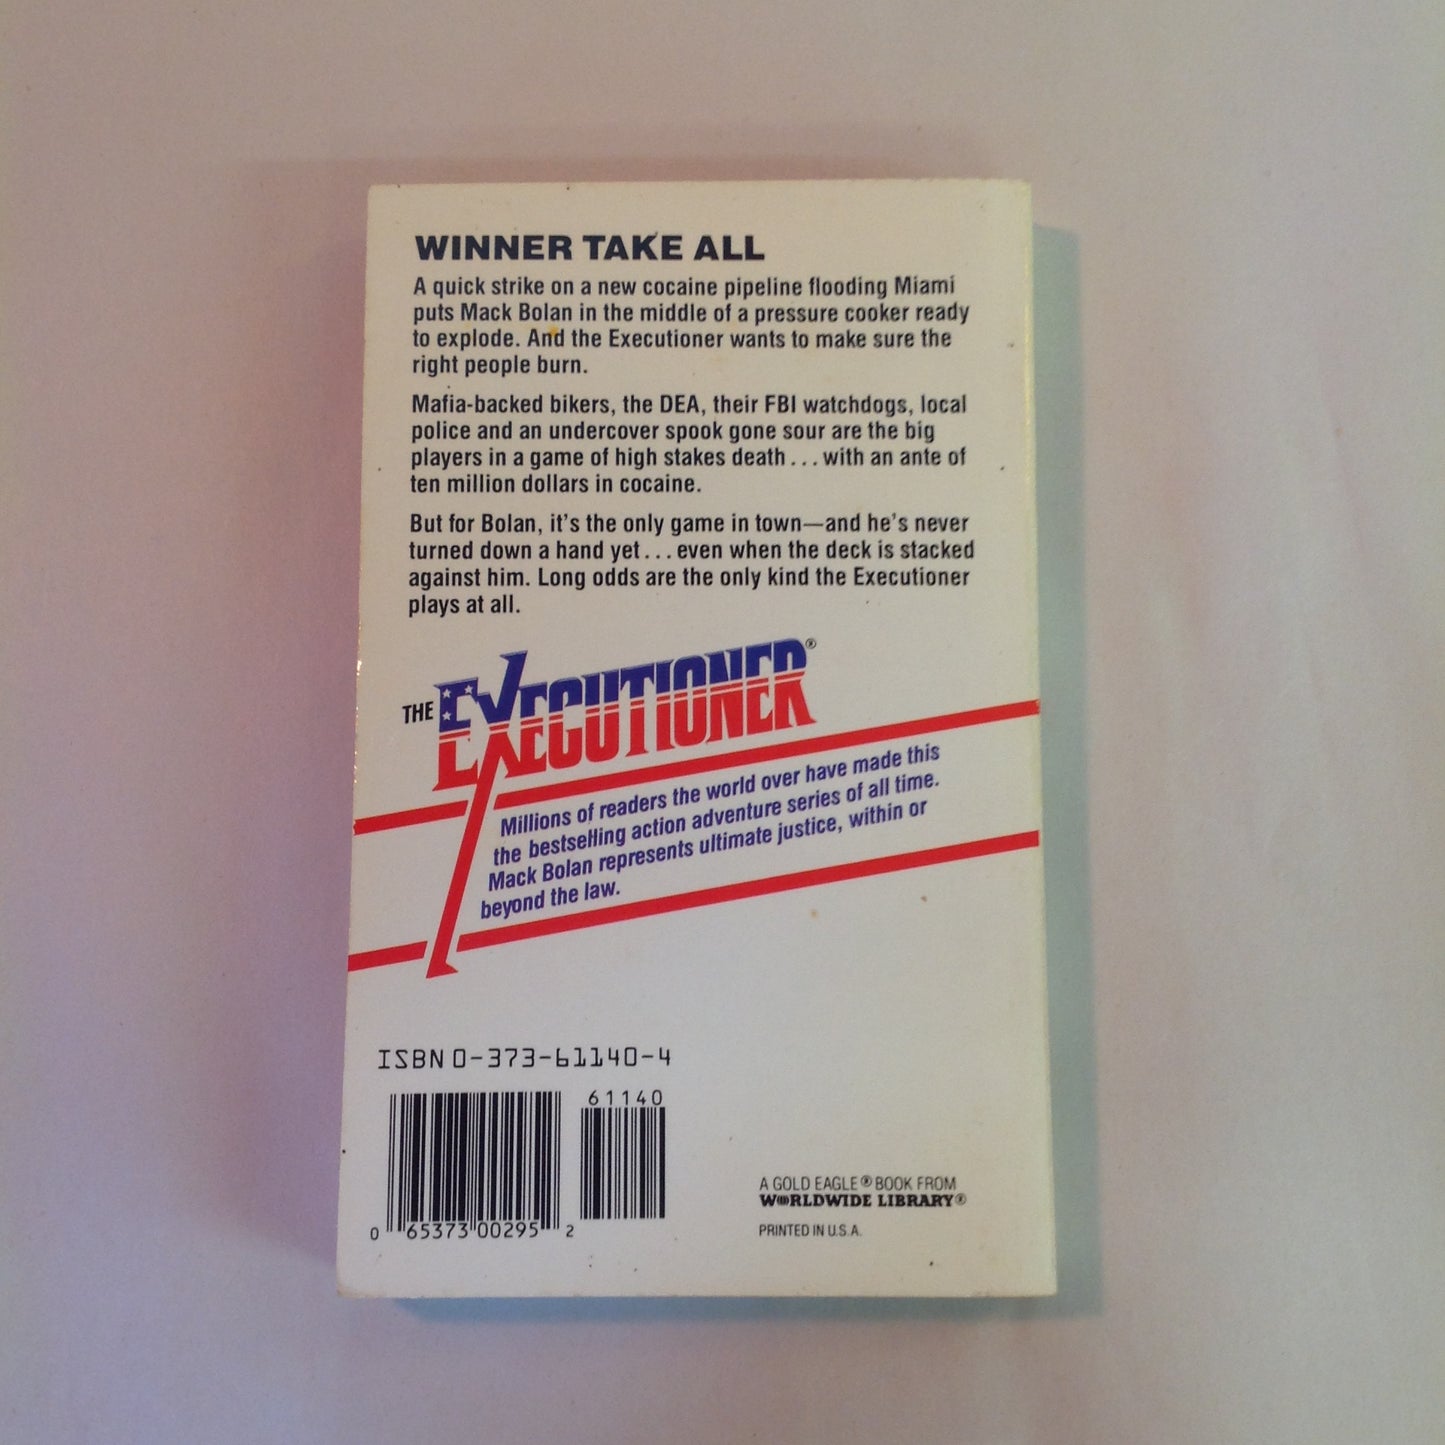 WINNER TAKE ALL
A quick strike on a new cocaine pipeline flooding Miami
puts Mack Bolan in the middle of a pressure cooker ready
to explode. And the Executioner wants to make sure the
right people burn.
Mafia-backed bikers, the DEA, their FBI watchdogs, local
police and an undercover spook gone sour are the big
players in a game of high stakes death . . . with an ante of
ten million dollars in cocaine.
But for Bolan, it's the only game in town—and he's never
turned down a hand yet . . . even when the deck is stacked
against him. Long odds are the only kind the Executioner
plays at all.
THE EXECUTIONER®
Millions of readers the world over have made this
the bestselling action adventure series of all time.
Mack Bolan represents ultimate justice, within or
beyond the law.
ISBN 0-373-61140-4
61140
0 65373 00295 2
A GOLD EAGLE® BOOK FROM
WORLDWIDE LIBRARY®
PRINTED IN U.S.A.